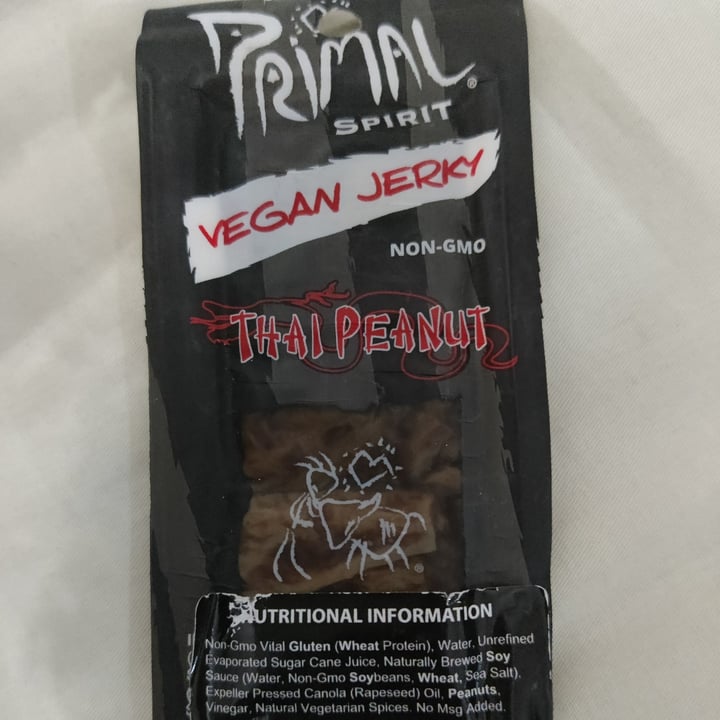 PRIMAL®
SPIRIT
VEGAN JERKY
NON-GMO
THAI PEANUT
®
NUTRITIONAL INFORMATION
Non-Gmo Vital Gluten (Wheat Protein), Water, Unrefined
Evaporated Sugar Cane Juice, Naturally Brewed Soy
Sauce (Water, Non-Gmo Soybeans, Wheat, Sea Salt),
Expeller Pressed Canola (Rapeseed) Oil, Peanuts,
Vinegar, Natural Vegetarian Spices. No Msg Added.